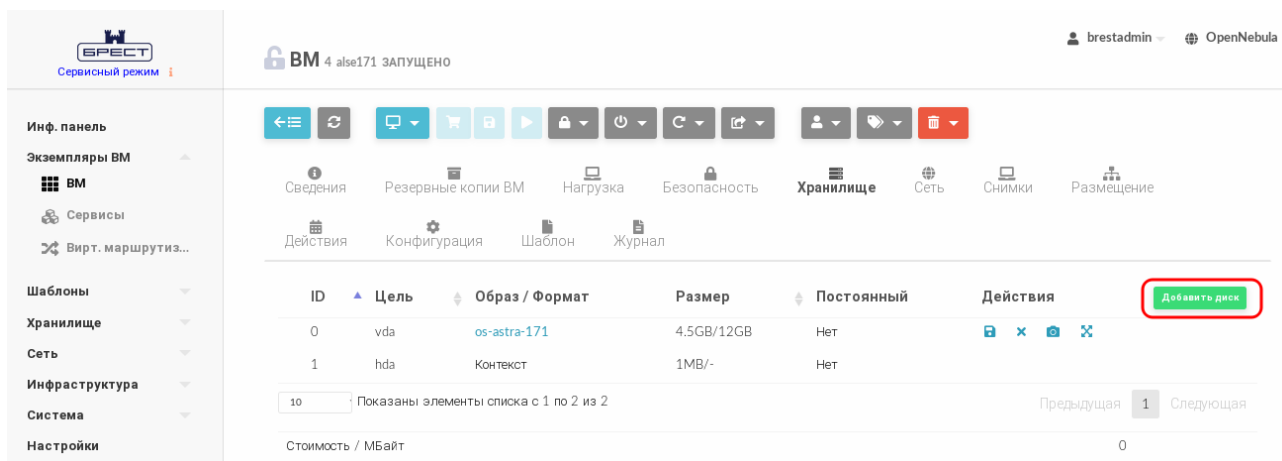 БРЕСТ
Сервисный режим
brestadmin
OpenNebula
ВМ 4 alse171 ЗАПУЩЕНО
Инф. панель
Экземпляры ВМ
ВМ
Сервисы
Вирт. маршрутиз...
Шаблоны
Хранилище
Сеть
Инфраструктура
Система
Настройки
Сведения Резервные копии ВМ Нагрузка Безопасность Хранилище Сеть Снимки Размещение
Действия Конфигурация Шаблон Журнал
ID Цель Образ / Формат Размер Постоянный Действия Добавить диск
0 vda os-astra-171 4.5GB/12GB Нет
1 hda Контекст 1MB/- Нет
10 Показаны элементы списка с 1 по 2 из 2 Предыдущая 1 Следующая
Стоимость / МБайт 0